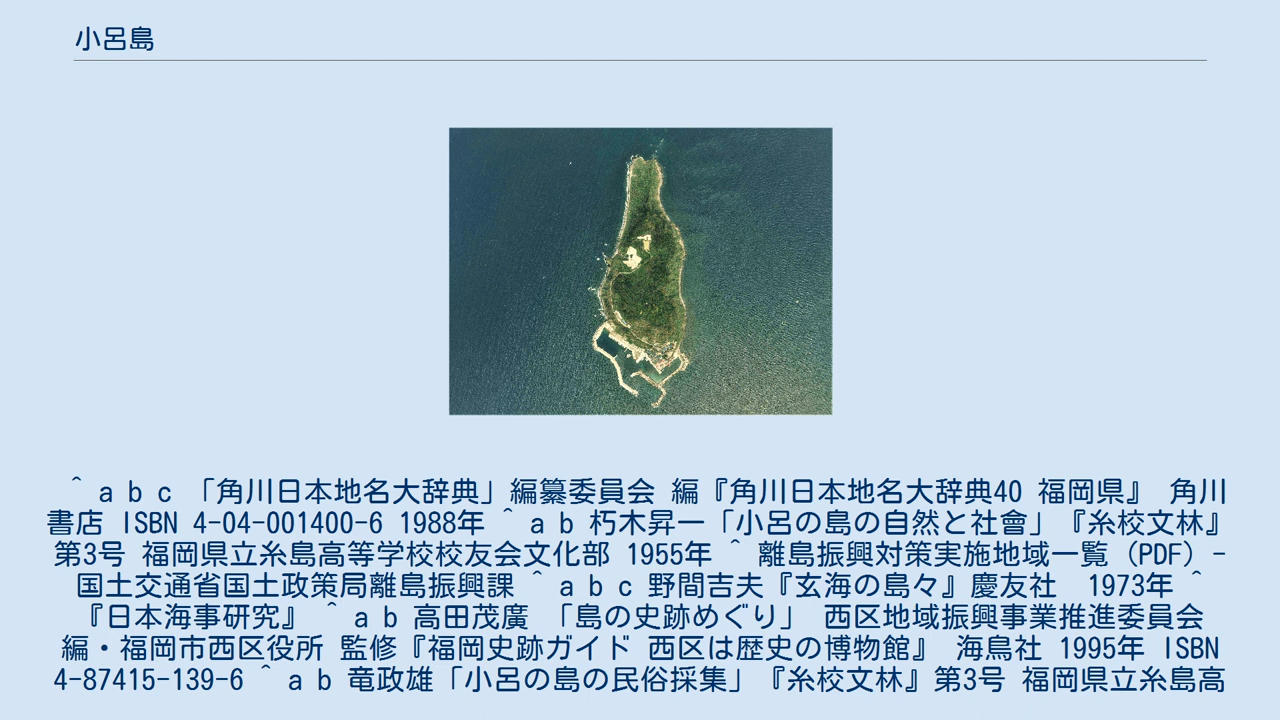 小呂島
^ a b c 「角川日本地名大辞典」編纂委員会 編『角川日本地名大辞典40 福岡県』 角川
書店 ISBN 4-04-001400-6 1988年 ^ a b 朽木昇一「小呂の島の自然と社會」『糸校文林』
第3号 福岡県立糸島高等学校校友会文化部 1955年 ^ 離島振興対策実施地域一覧（PDF）-
国土交通省国土政策局離島振興課 ^ a b c 野間吉夫『玄海の島々』慶友社　1973年 ^
『日本海事研究』 ^ a b 高田茂廣 「島の史跡めぐり」 西区地域振興事業推進委員会
編・福岡市西区役所 監修『福岡史跡ガイド 西区は歴史の博物館』 海鳥社 1995年 ISBN
4-87415-139-6 ^ a b 竜政雄「小呂の島の民俗採集」『糸校文林』第3号 福岡県立糸島高